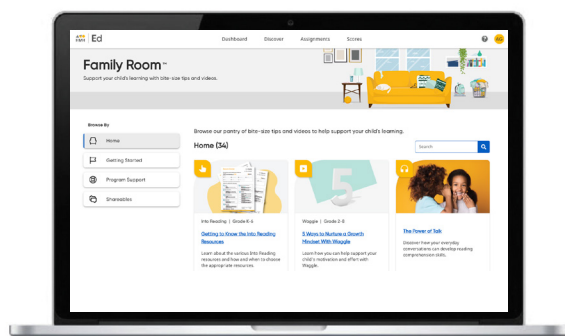 HMH Ed
Dashboard Discover Assignments Scores
Family Room™
Support your child's learning with bite-size tips and videos.
Browse By
Home
Getting Started
Program Support
Shareables
Browse our pantry of bite-size tips and videos to help support your child's learning.
Home (34)
Search
5
Into Reading | Grade K-6
Getting to Know the Into Reading
Resources
Learn about the various Into Reading
resources and how and when to choose
the appropriate resources.
Waggle | Grade 2-8
5 Ways to Nurture a Growth
Mindset With Waggle
Learn how you can help support your
child's motivation and effort with
Waggle.
The Power of Talk
Discover how your everyday
conversations can develop reading
comprehension skills.